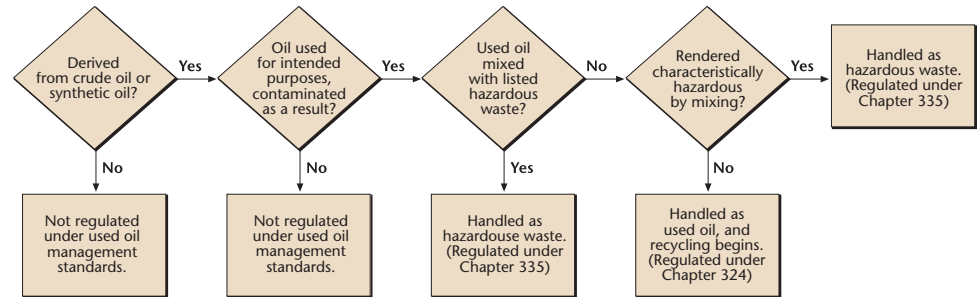 Derived
from crude oil or
synthetic oil?
Yes
No
Not regulated
under used oil
management
standards.
Oil used
for intended
purposes,
contaminated
as a result?
Yes
No
Not regulated
under used oil
management
standards.
Used oil
mixed
with listed
hazardous
waste?
No
Yes
Handled as
hazardouse waste.
(Regulated under
Chapter 335)
Rendered
characteristically
hazardous
by mixing?
Yes
No
Handled as
used oil, and
recycling begins.
(Regulated under
Chapter 324)
Handled as
hazardous waste.
(Regulated under
Chapter 335)